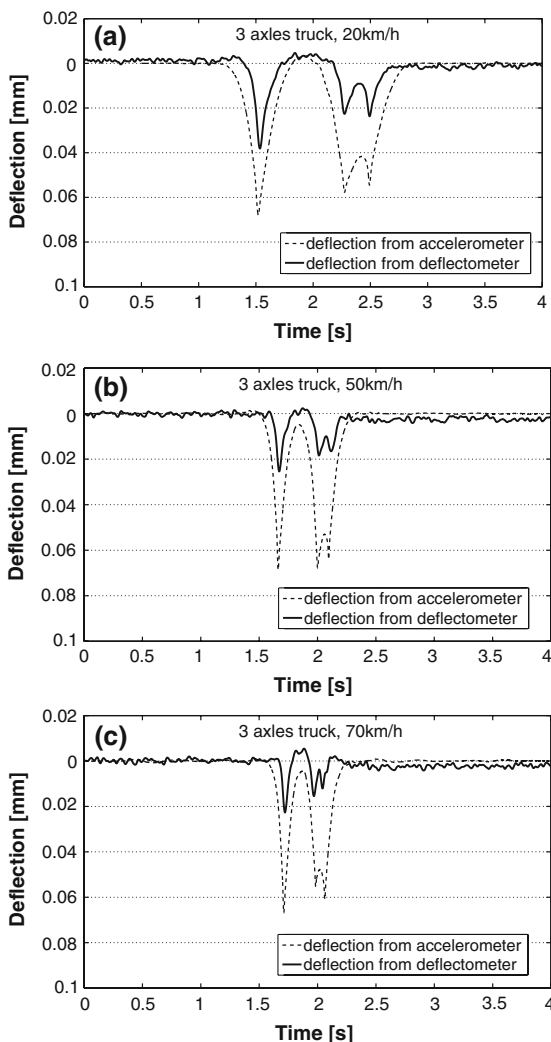 (a)
3 axles truck, 20km/h
0.02
0
0.02
0.04
0.06
0.08
0.1
Deflection [mm]
deflection from accelerometer
deflection from deflectometer
0 0.5 1 1.5 2 2.5 3 3.5 4
Time [s]
(b)
3 axles truck, 50km/h
0.02
0
0.02
0.04
0.06
0.08
0.1
Deflection [mm]
deflection from accelerometer
deflection from deflectometer
0 0.5 1 1.5 2 2.5 3 3.5 4
Time [s]
(c)
3 axles truck, 70km/h
0.02
0
0.02
0.04
0.06
0.08
0.1
Deflection [mm]
deflection from accelerometer
deflection from deflectometer
0 0.5 1 1.5 2 2.5 3 3.5 4
Time [s]